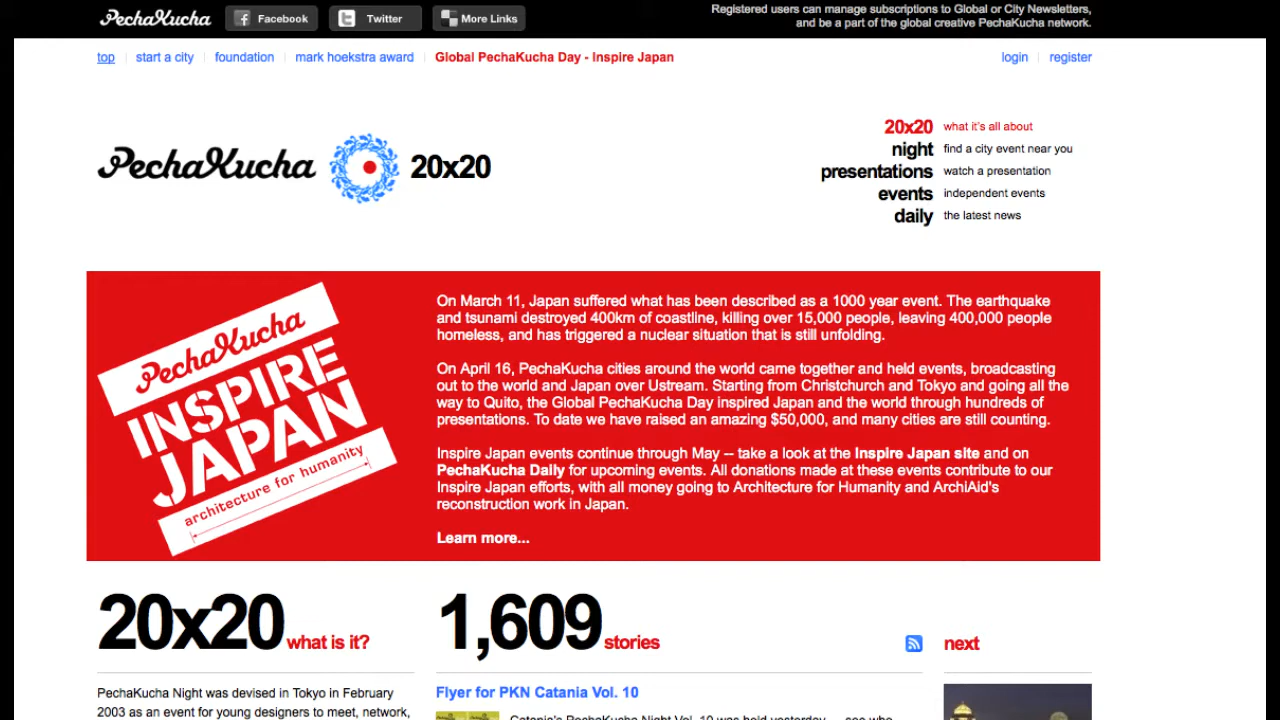 PechaKucha Facebook Twitter More Links
Registered users can manage subscriptions to Global or City Newsletters,
and be a part of the global creative PechaKucha network.
top start a city foundation mark hoekstra award Global PechaKucha Day - Inspire Japan login register
PechaKucha 20x20
20x20 what it's all about
night find a city event near you
presentations watch a presentation
events independent events
daily the latest news
PechaKucha
INSPIRE
JAPAN
architecture for humanity
On March 11, Japan suffered what has been described as a 1000 year event. The earthquake
and tsunami destroyed 400km of coastline, killing over 15,000 people, leaving 400,000 people
homeless, and has triggered a nuclear situation that is still unfolding.
On April 16, PechaKucha cities around the world came together and held events, broadcasting
out to the world and Japan over Ustream. Starting from Christchurch and Tokyo and going all the
way to Quito, the Global PechaKucha Day inspired Japan and the world through hundreds of
presentations. To date we have raised an amazing $50,000, and many cities are still counting.
Inspire Japan events continue through May -- take a look at the Inspire Japan site and on
PechaKucha Daily for upcoming events. All donations made at these events contribute to our
Inspire Japan efforts, with all money going to Architecture for Humanity and ArchiAid's
reconstruction work in Japan.
Learn more...
20x20 what is it?
1,609 stories
next
PechaKucha Night was devised in Tokyo in February
2003 as an event for young designers to meet, network,
Flyer for PKN Catania Vol. 10
Catania's PechaKucha Night Vol. 10 was held yesterday — see who